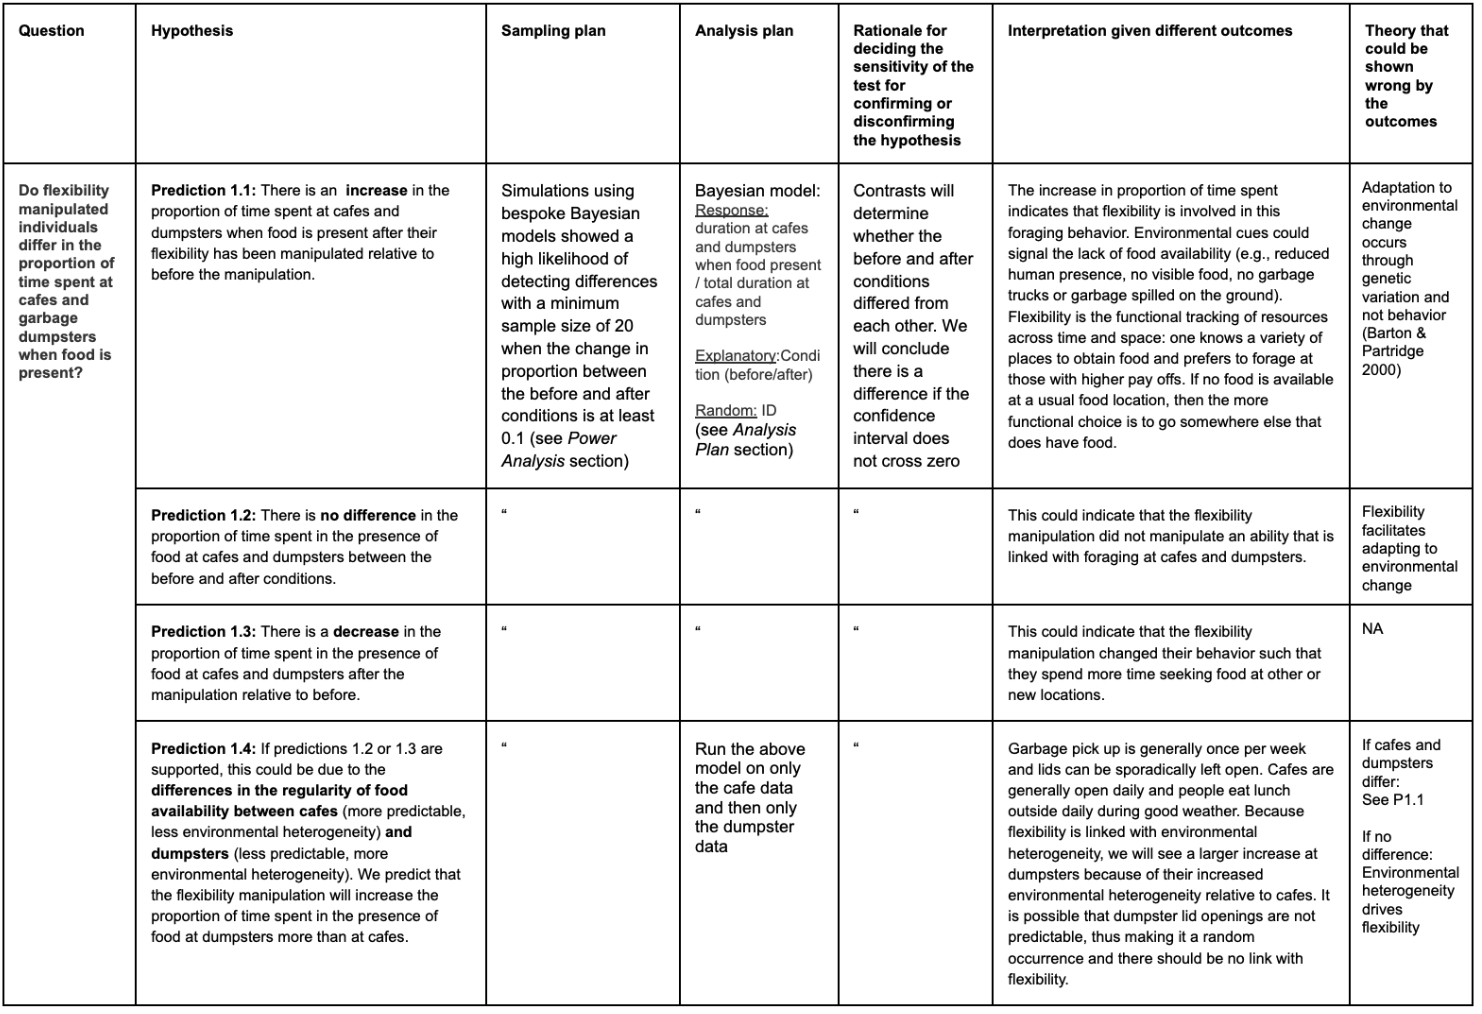 Question
Hypothesis
Sampling plan
Analysis plan
Rationale for
deciding the
sensitivity of the
test for
confirming or
disconfirming
the hypothesis
Interpretation given different outcomes
Theory that
could be
shown
wrong by
the
outcomes
Do flexibility
manipulated
individuals
differ in the
proportion of
time spent at
cafes and
garbage
dumpsters
when food is
present?
Prediction 1.1: There is an increase in the
proportion of time spent at cafes and
dumpsters when food is present after their
flexibility has been manipulated relative to
before the manipulation.
Simulations using
bespoke Bayesian
models showed a
high likelihood of
detecting differences
with a minimum
sample size of 20
when the change in
proportion between
the before and after
conditions is at least
0.1 (see Power
Analysis section)
Bayesian model:
Response:
duration at cafes
and dumpsters
when food present
/ total duration at
cafes and
dumpsters
Explanatory:Condi
tion (before/after)
Random: ID
(see Analysis
Plan section)
Contrasts will
determine
whether the
before and after
conditions
differed from
each other. We
will conclude
there is a
difference if the
confidence
interval does
not cross zero
The increase in proportion of time spent
indicates that flexibility is involved in this
foraging behavior. Environmental cues could
signal the lack of food availability (e.g., reduced
human presence, no visible food, no garbage
trucks or garbage spilled on the ground).
Flexibility is the functional tracking of resources
across time and space: one knows a variety of
places to obtain food and prefers to forage at
those with higher pay offs. If no food is available
at a usual food location, then the more
functional choice is to go somewhere else that
does have food.
Adaptation to
environmental
change
occurs
through
genetic
variation and
not behavior
(Barton &
Partridge
2000)
Prediction 1.2: There is no difference in the
proportion of time spent in the presence of
food at cafes and dumpsters between the
before and after conditions.
“
“
“
This could indicate that the flexibility
manipulation did not manipulate an ability that is
linked with foraging at cafes and dumpsters.
Flexibility
facilitates
adapting to
environmental
change
Prediction 1.3: There is a decrease in the
proportion of time spent in the presence of
food at cafes and dumpsters after the
manipulation relative to before.
“
“
“
This could indicate that the flexibility
manipulation changed their behavior such that
they spend more time seeking food at other or
new locations.
NA
Prediction 1.4: If predictions 1.2 or 1.3 are
supported, this could be due to the
differences in the regularity of food
availability between cafes (more predictable,
less environmental heterogeneity) and
dumpsters (less predictable, more
environmental heterogeneity). We predict that
the flexibility manipulation will increase the
proportion of time spent in the presence of
food at dumpsters more than at cafes.
“
Run the above
model on only
the cafe data
and then only
the dumpster
data
“
Garbage pick up is generally once per week
and lids can be sporadically left open. Cafes are
generally open daily and people eat lunch
outside daily during good weather. Because
flexibility is linked with environmental
heterogeneity, we will see a larger increase at
dumpsters because of their increased
environmental heterogeneity relative to cafes. It
is possible that dumpster lid openings are not
predictable, thus making it a random
occurrence and there should be no link with
flexibility.
If cafes and
dumpsters
differ:
See P1.1
If no
difference:
Environmental
heterogeneity
drives
flexibility